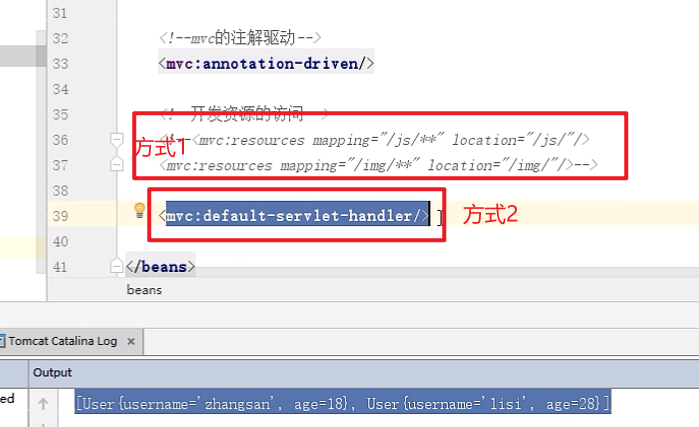 31
32 <!--mvc的注解驱动-->
33 <mvc:annotation-driven/>
34
35 <!--开发资源的访问-->
36 <!--<mvc:resources mapping="/js/**" location="/js/"/>
方式1
37 <mvc:resources mapping="/img/**" location="/img/"/>-->
38
39 <mvc:default-servlet-handler/> 方式2
40
41 </beans>
beans
Tomcat Catalina Log ×
Output
ed
[User{username='zhangsan', age=18}, User{username='lisi', age=28}]